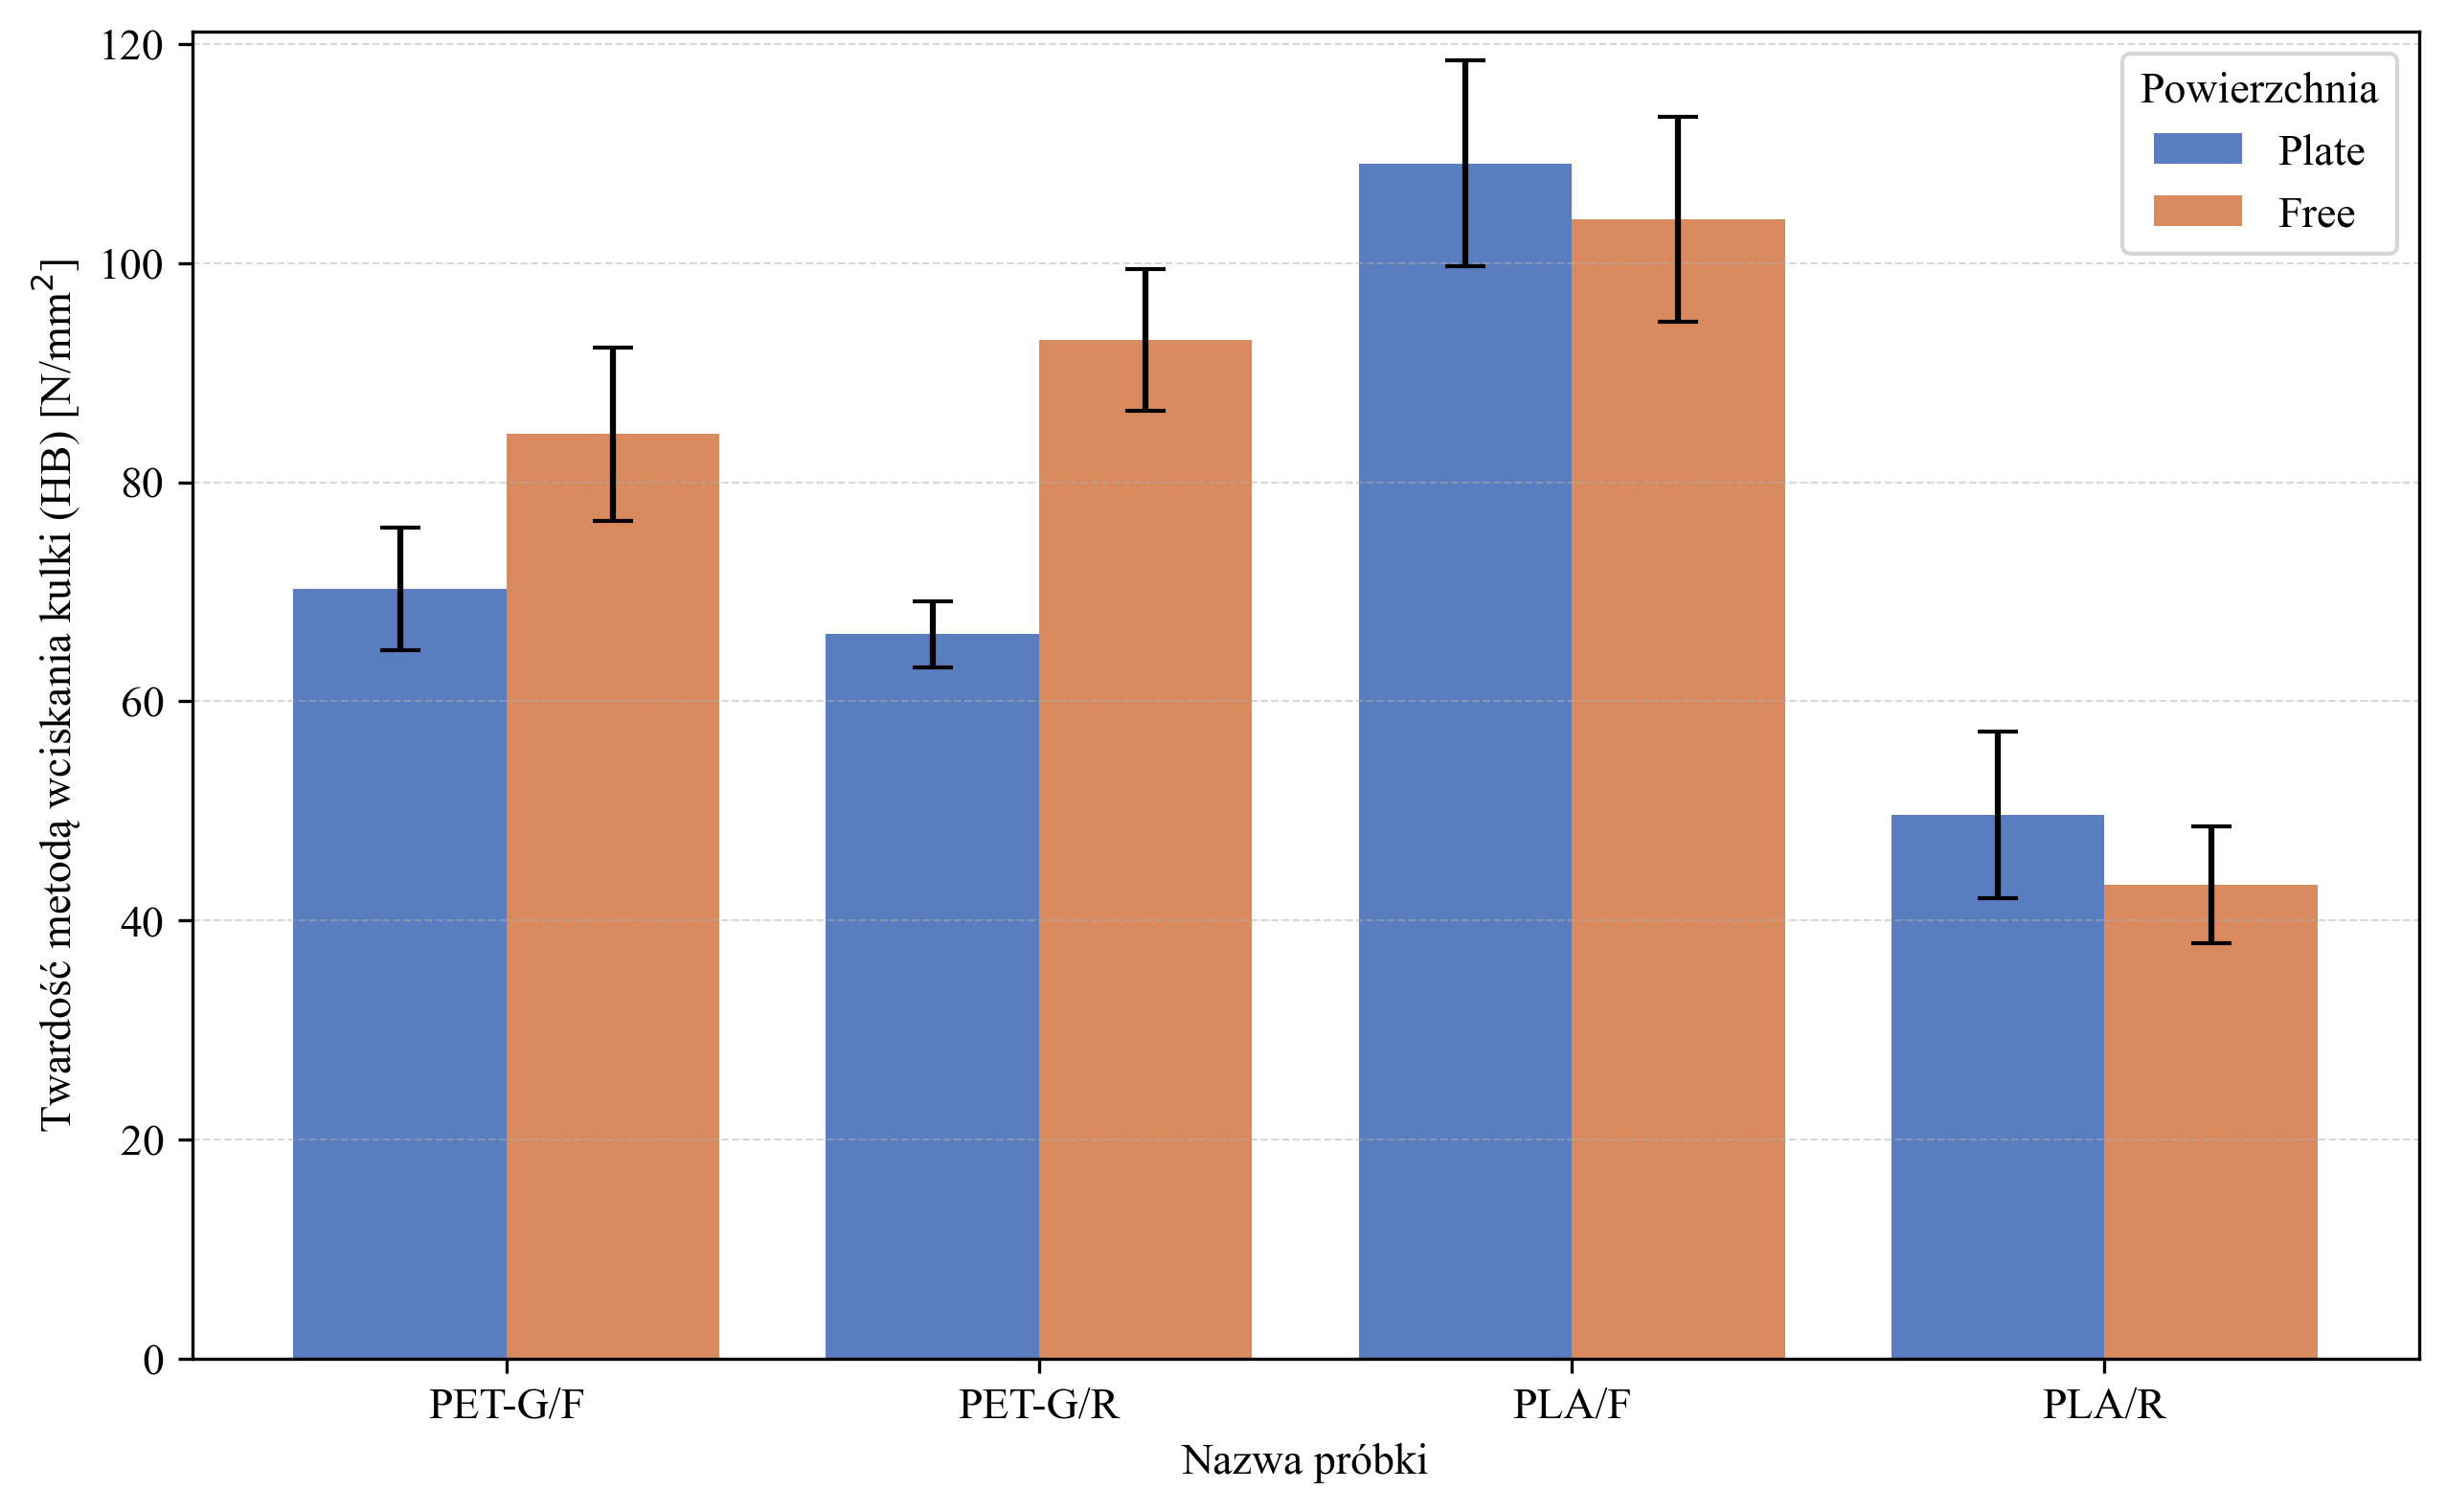 Twardość metodą wciskania kulki (HB) [N/mm²]
120
100
80
60
40
20
0
Powierzchnia
Plate
Free
PET-G/F
PET-G/R
PLA/F
PLA/R
Nazwa próbki